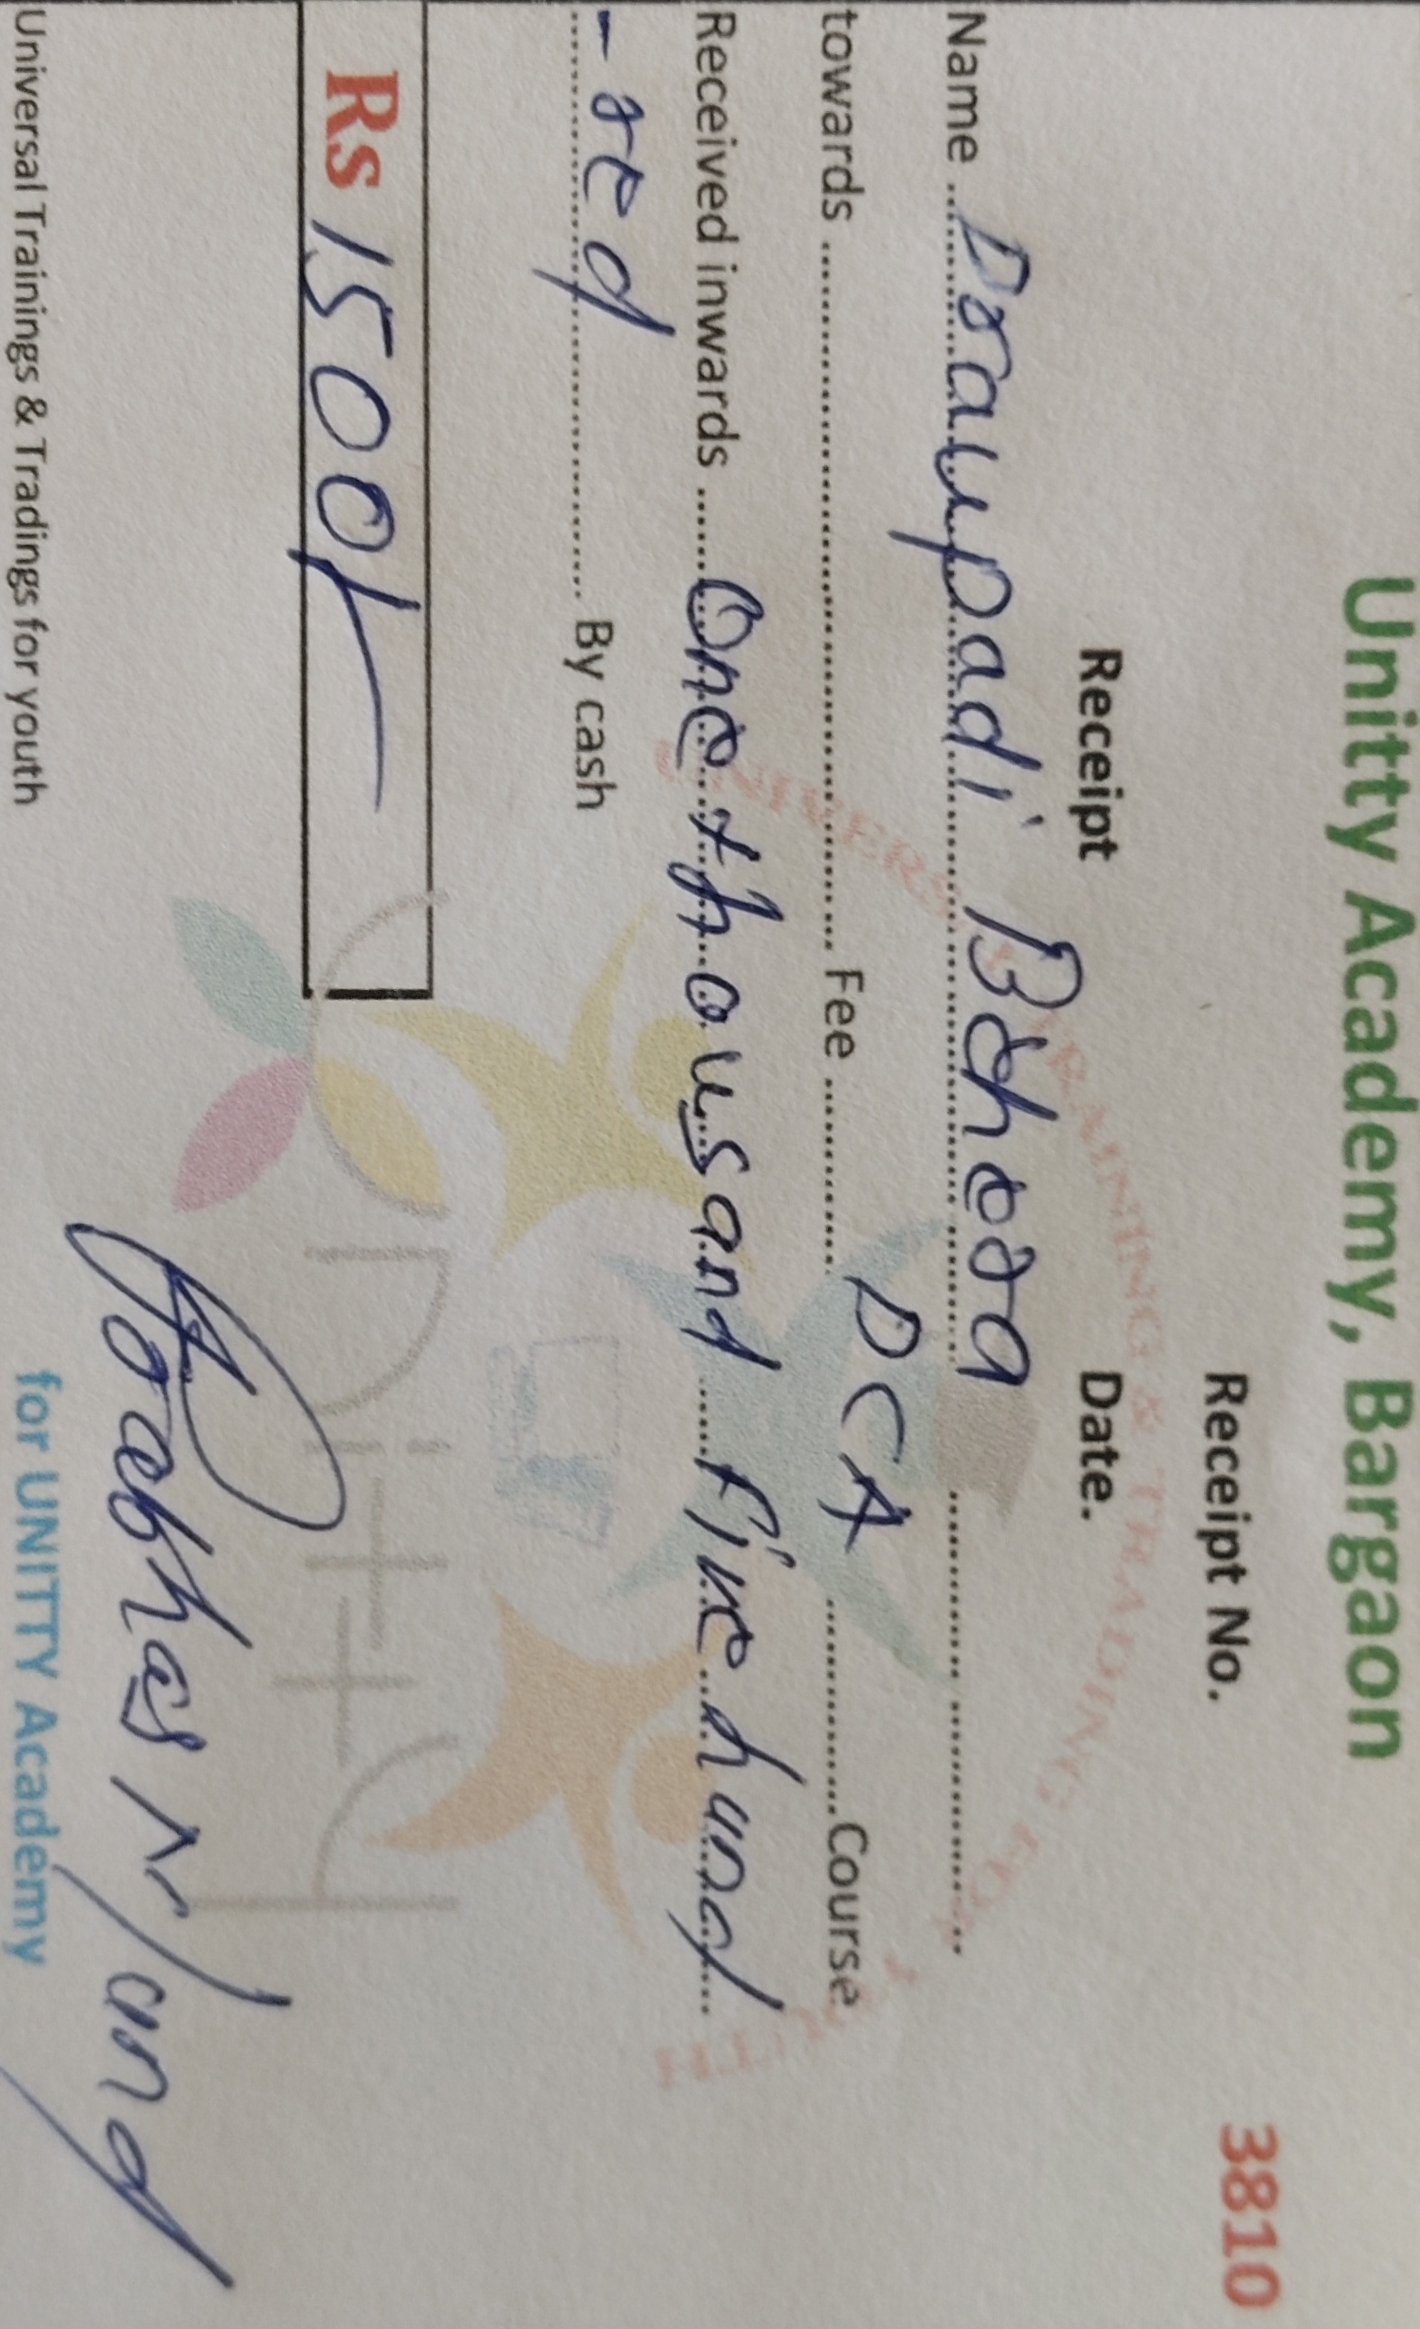 Unitty Academy, Bargaon
Receipt No. 3810
Receipt Date.
Name ........ Draupadi Behera ........
towards ........ Fee ........ DCA ........ Course
Received inwards ...... One thousand Five hund
- red ........ By cash
Rs 1500/-
Universal Trainings & Tradings for youth
for UNITTY Academy